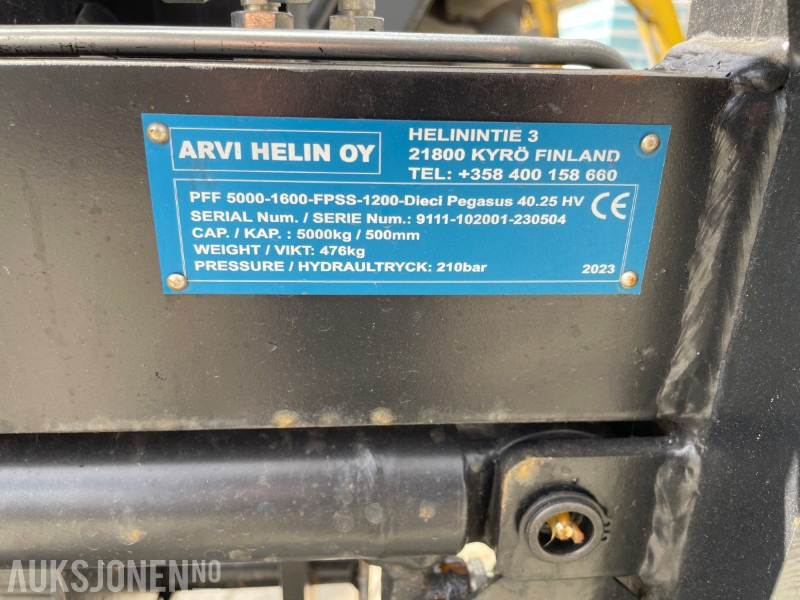 ARVI HELIN OY
HELININTIE 3
21800 KYRÖ FINLAND
TEL: +358 400 158 660
PFF 5000-1600-FPSS-1200-Dieci Pegasus 40.25 HV
CE
SERIAL Num. / SERIE Num.: 9111-102001-230504
CAP. / KAP. : 5000kg / 500mm
WEIGHT / VIKT: 476kg
PRESSURE / HYDRAULTRYCK: 210bar
2023
AUKSJONEN.NO